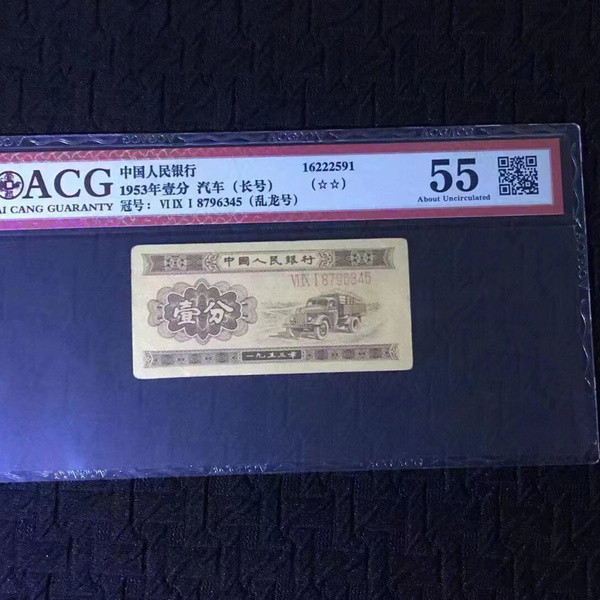 ACG
AI CANG GUARANTY
中国人民银行
1953年壹分 汽车（长号）
冠号： VI IX I 8796345（乱龙号）
16222591
（☆☆）
55
About Uncirculated
中國人民銀行
VI IX I 8796345
壹分
一九五三年